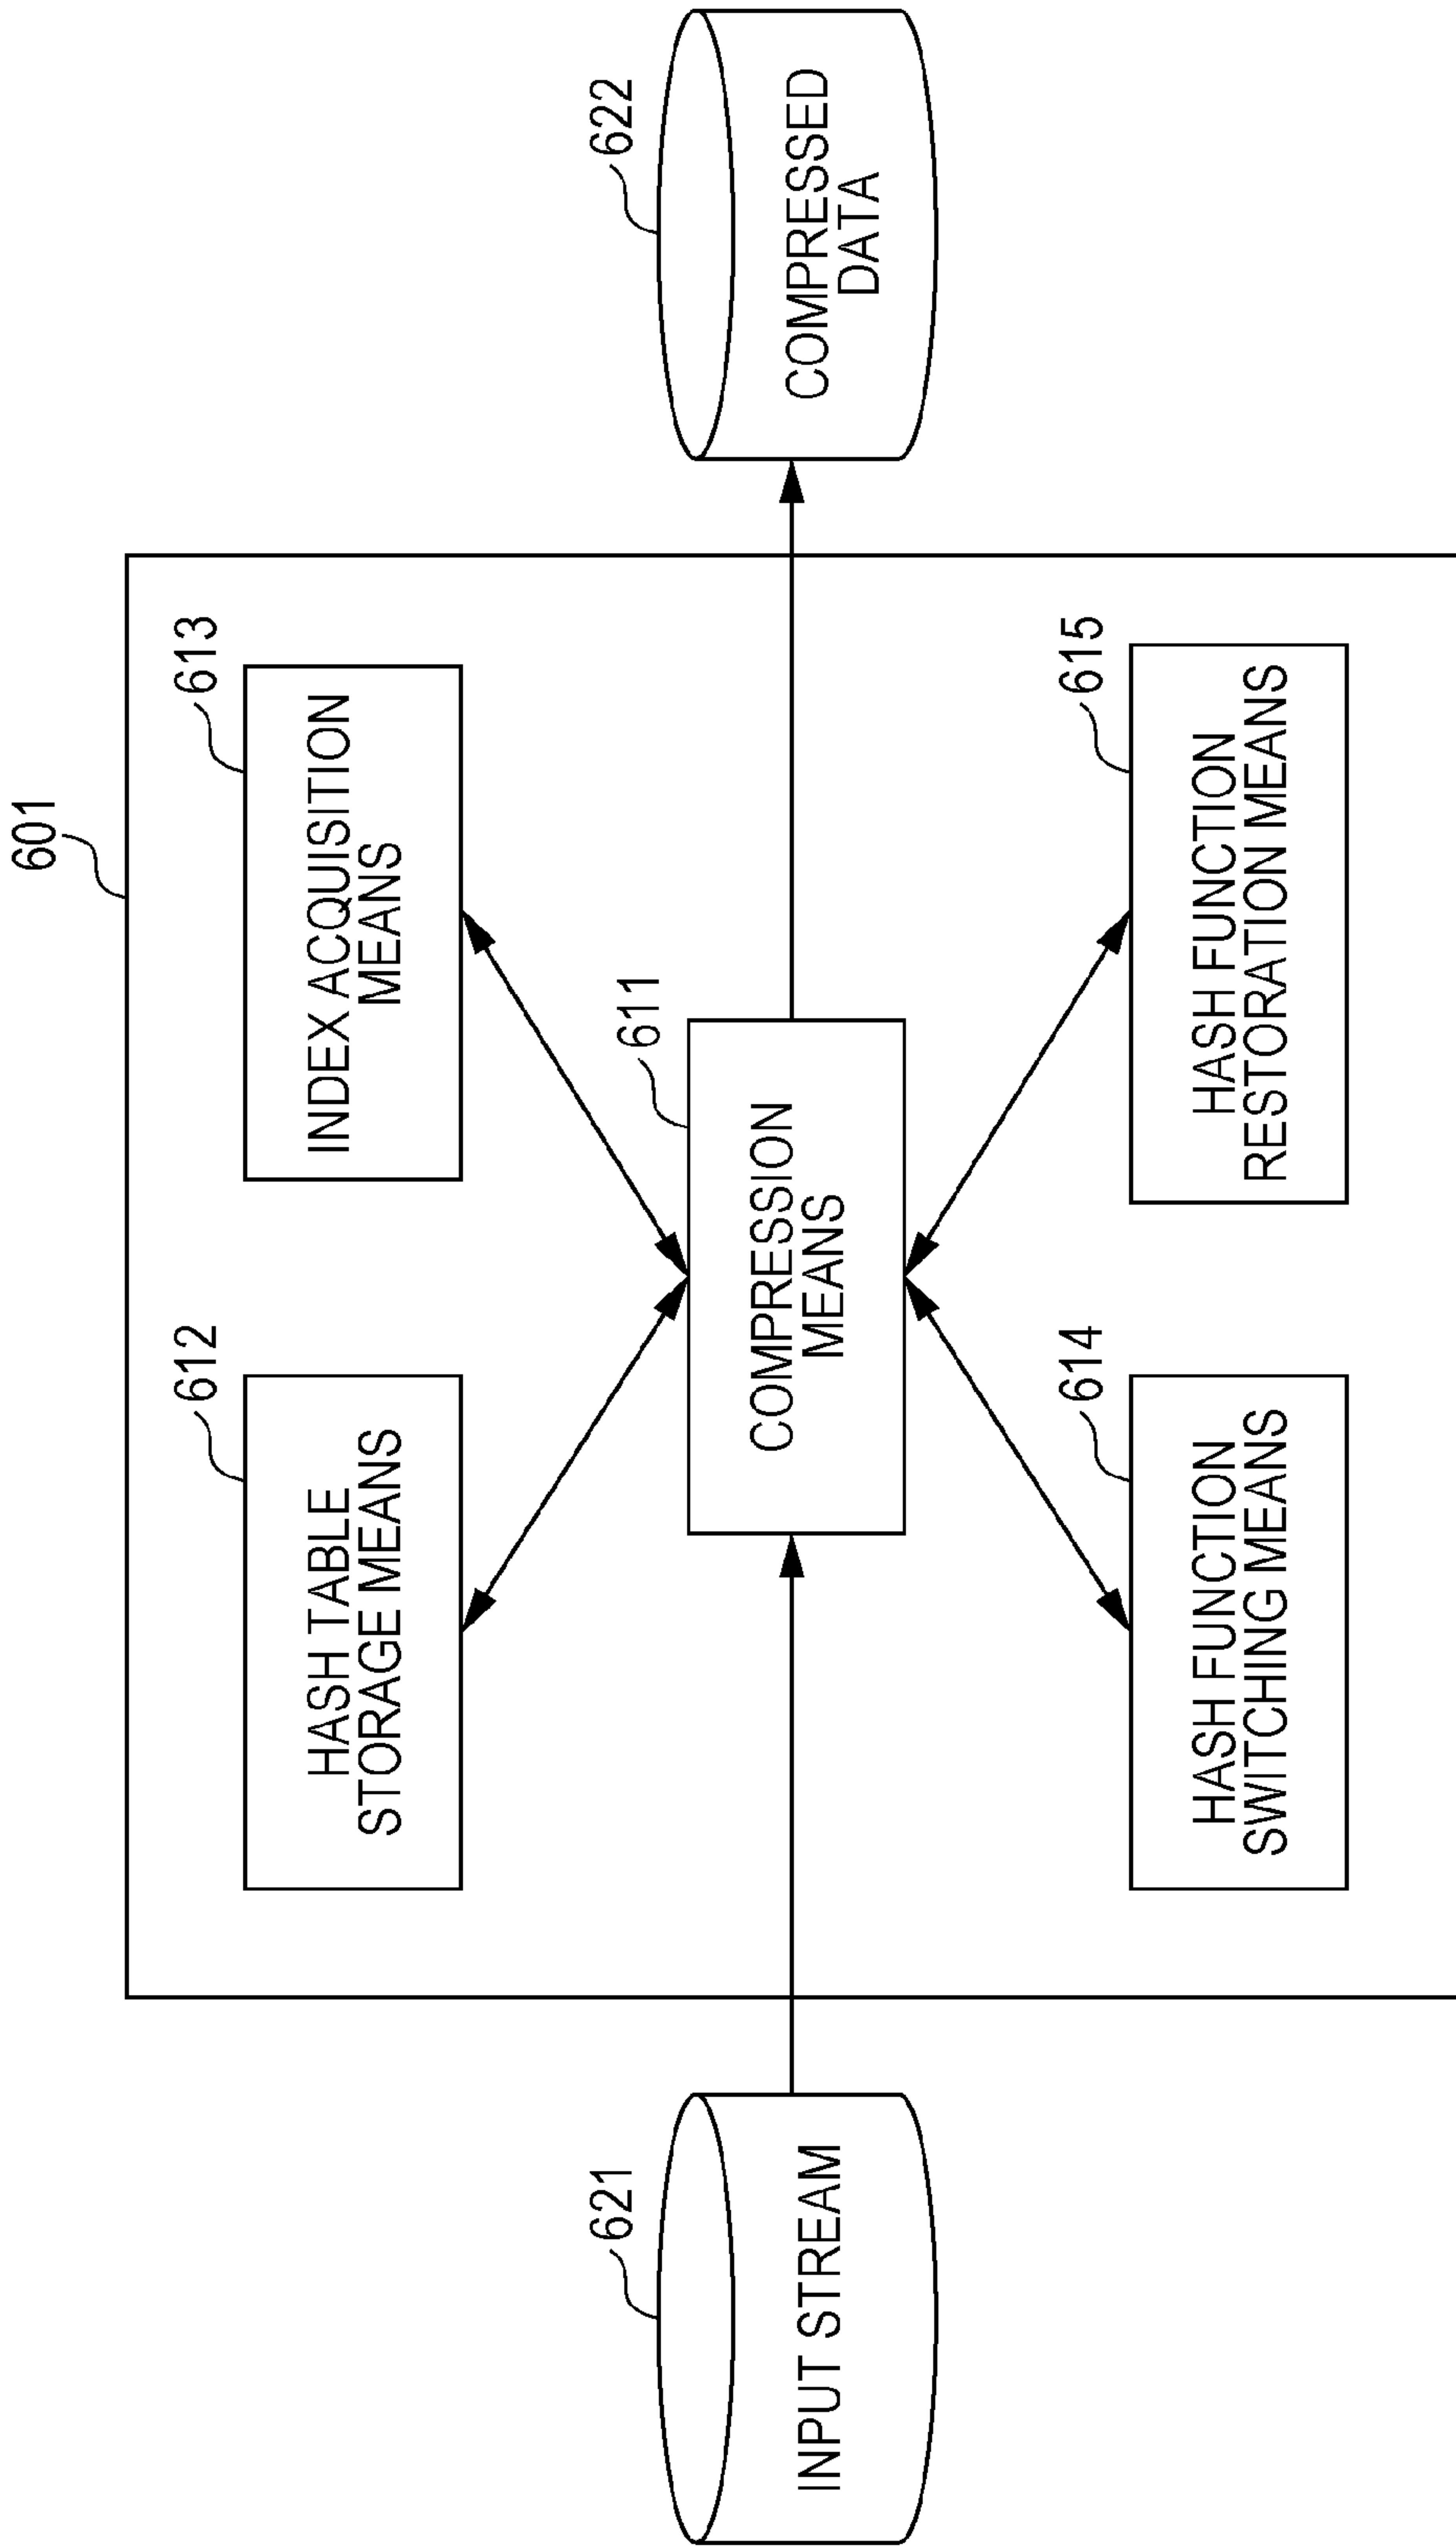 601
612
HASH TABLE
STORAGE MEANS
613
INDEX ACQUISITION
MEANS
621
INPUT STREAM
611
COMPRESSION
MEANS
622
COMPRESSED
DATA
614
HASH FUNCTION
SWITCHING MEANS
615
HASH FUNCTION
RESTORATION MEANS